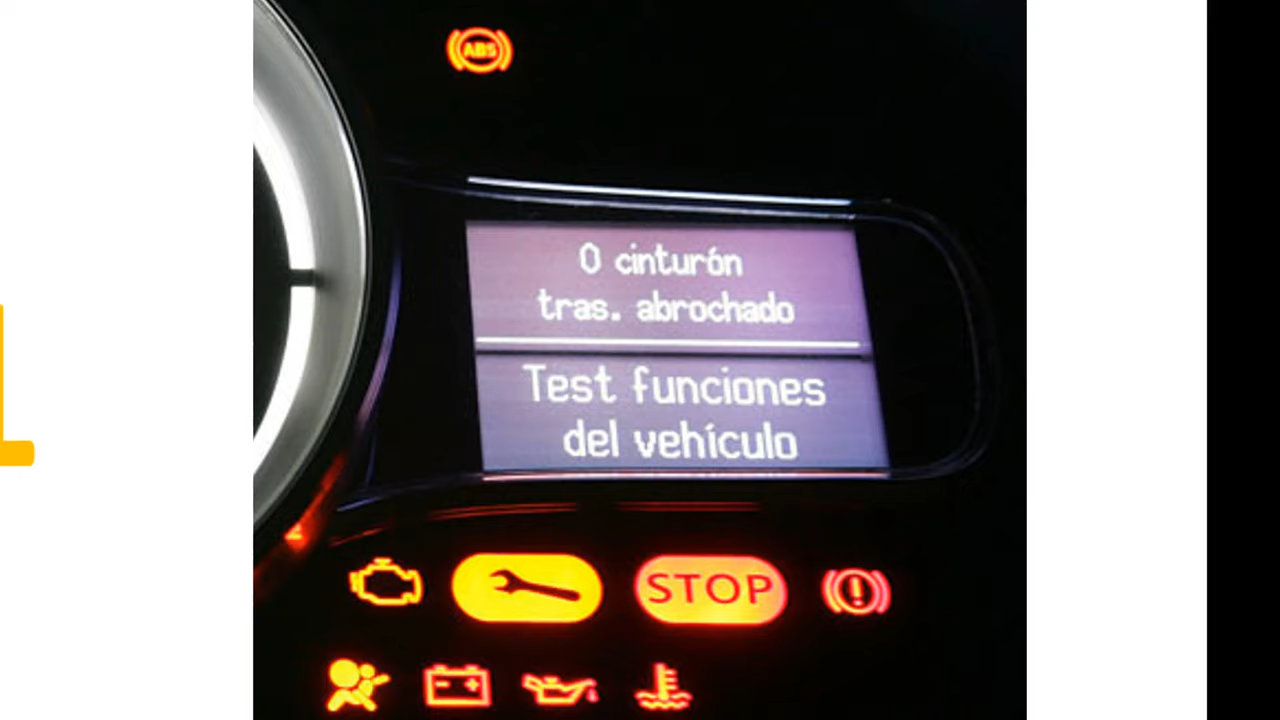 ABS
0 cinturón
tras. abrochado
Test funciones
del vehículo
STOP